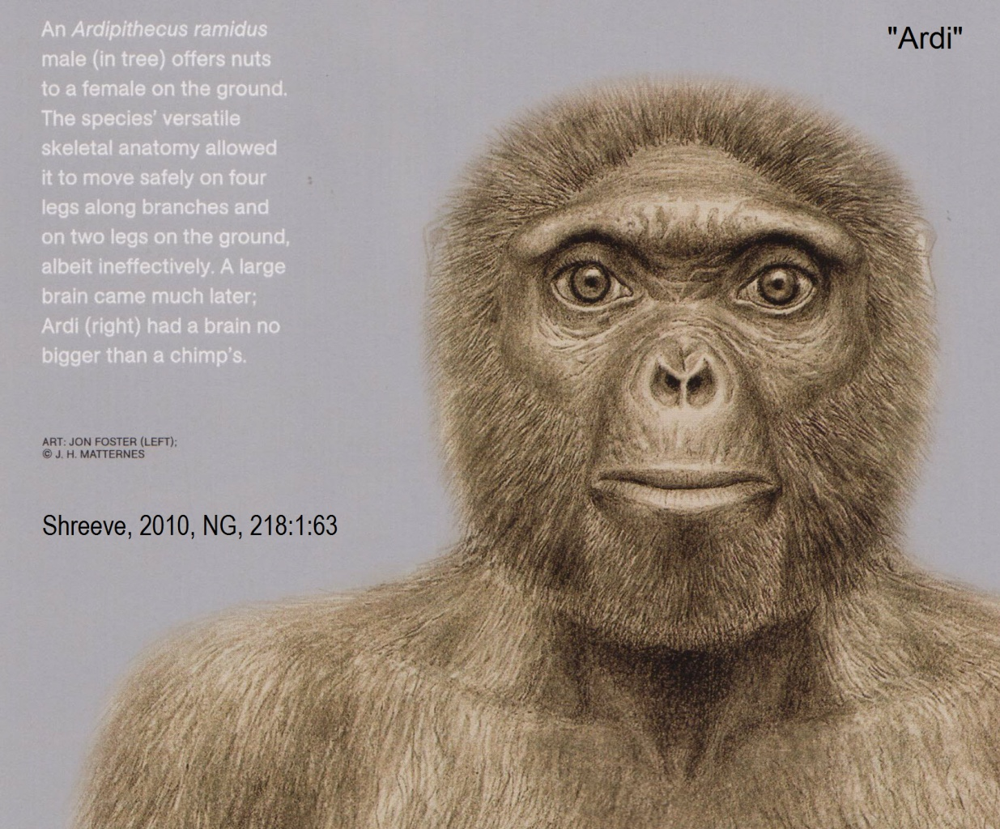 An Ardipithecus ramidus
male (in tree) offers nuts
to a female on the ground.
The species’ versatile
skeletal anatomy allowed
it to move safely on four
legs along branches and
on two legs on the ground,
albeit ineffectively. A large
brain came much later;
Ardi (right) had a brain no
bigger than a chimp’s.
ART: JON FOSTER (LEFT);
© J. H. MATTERNES
Shreeve, 2010, NG, 218:1:63
"Ardi"